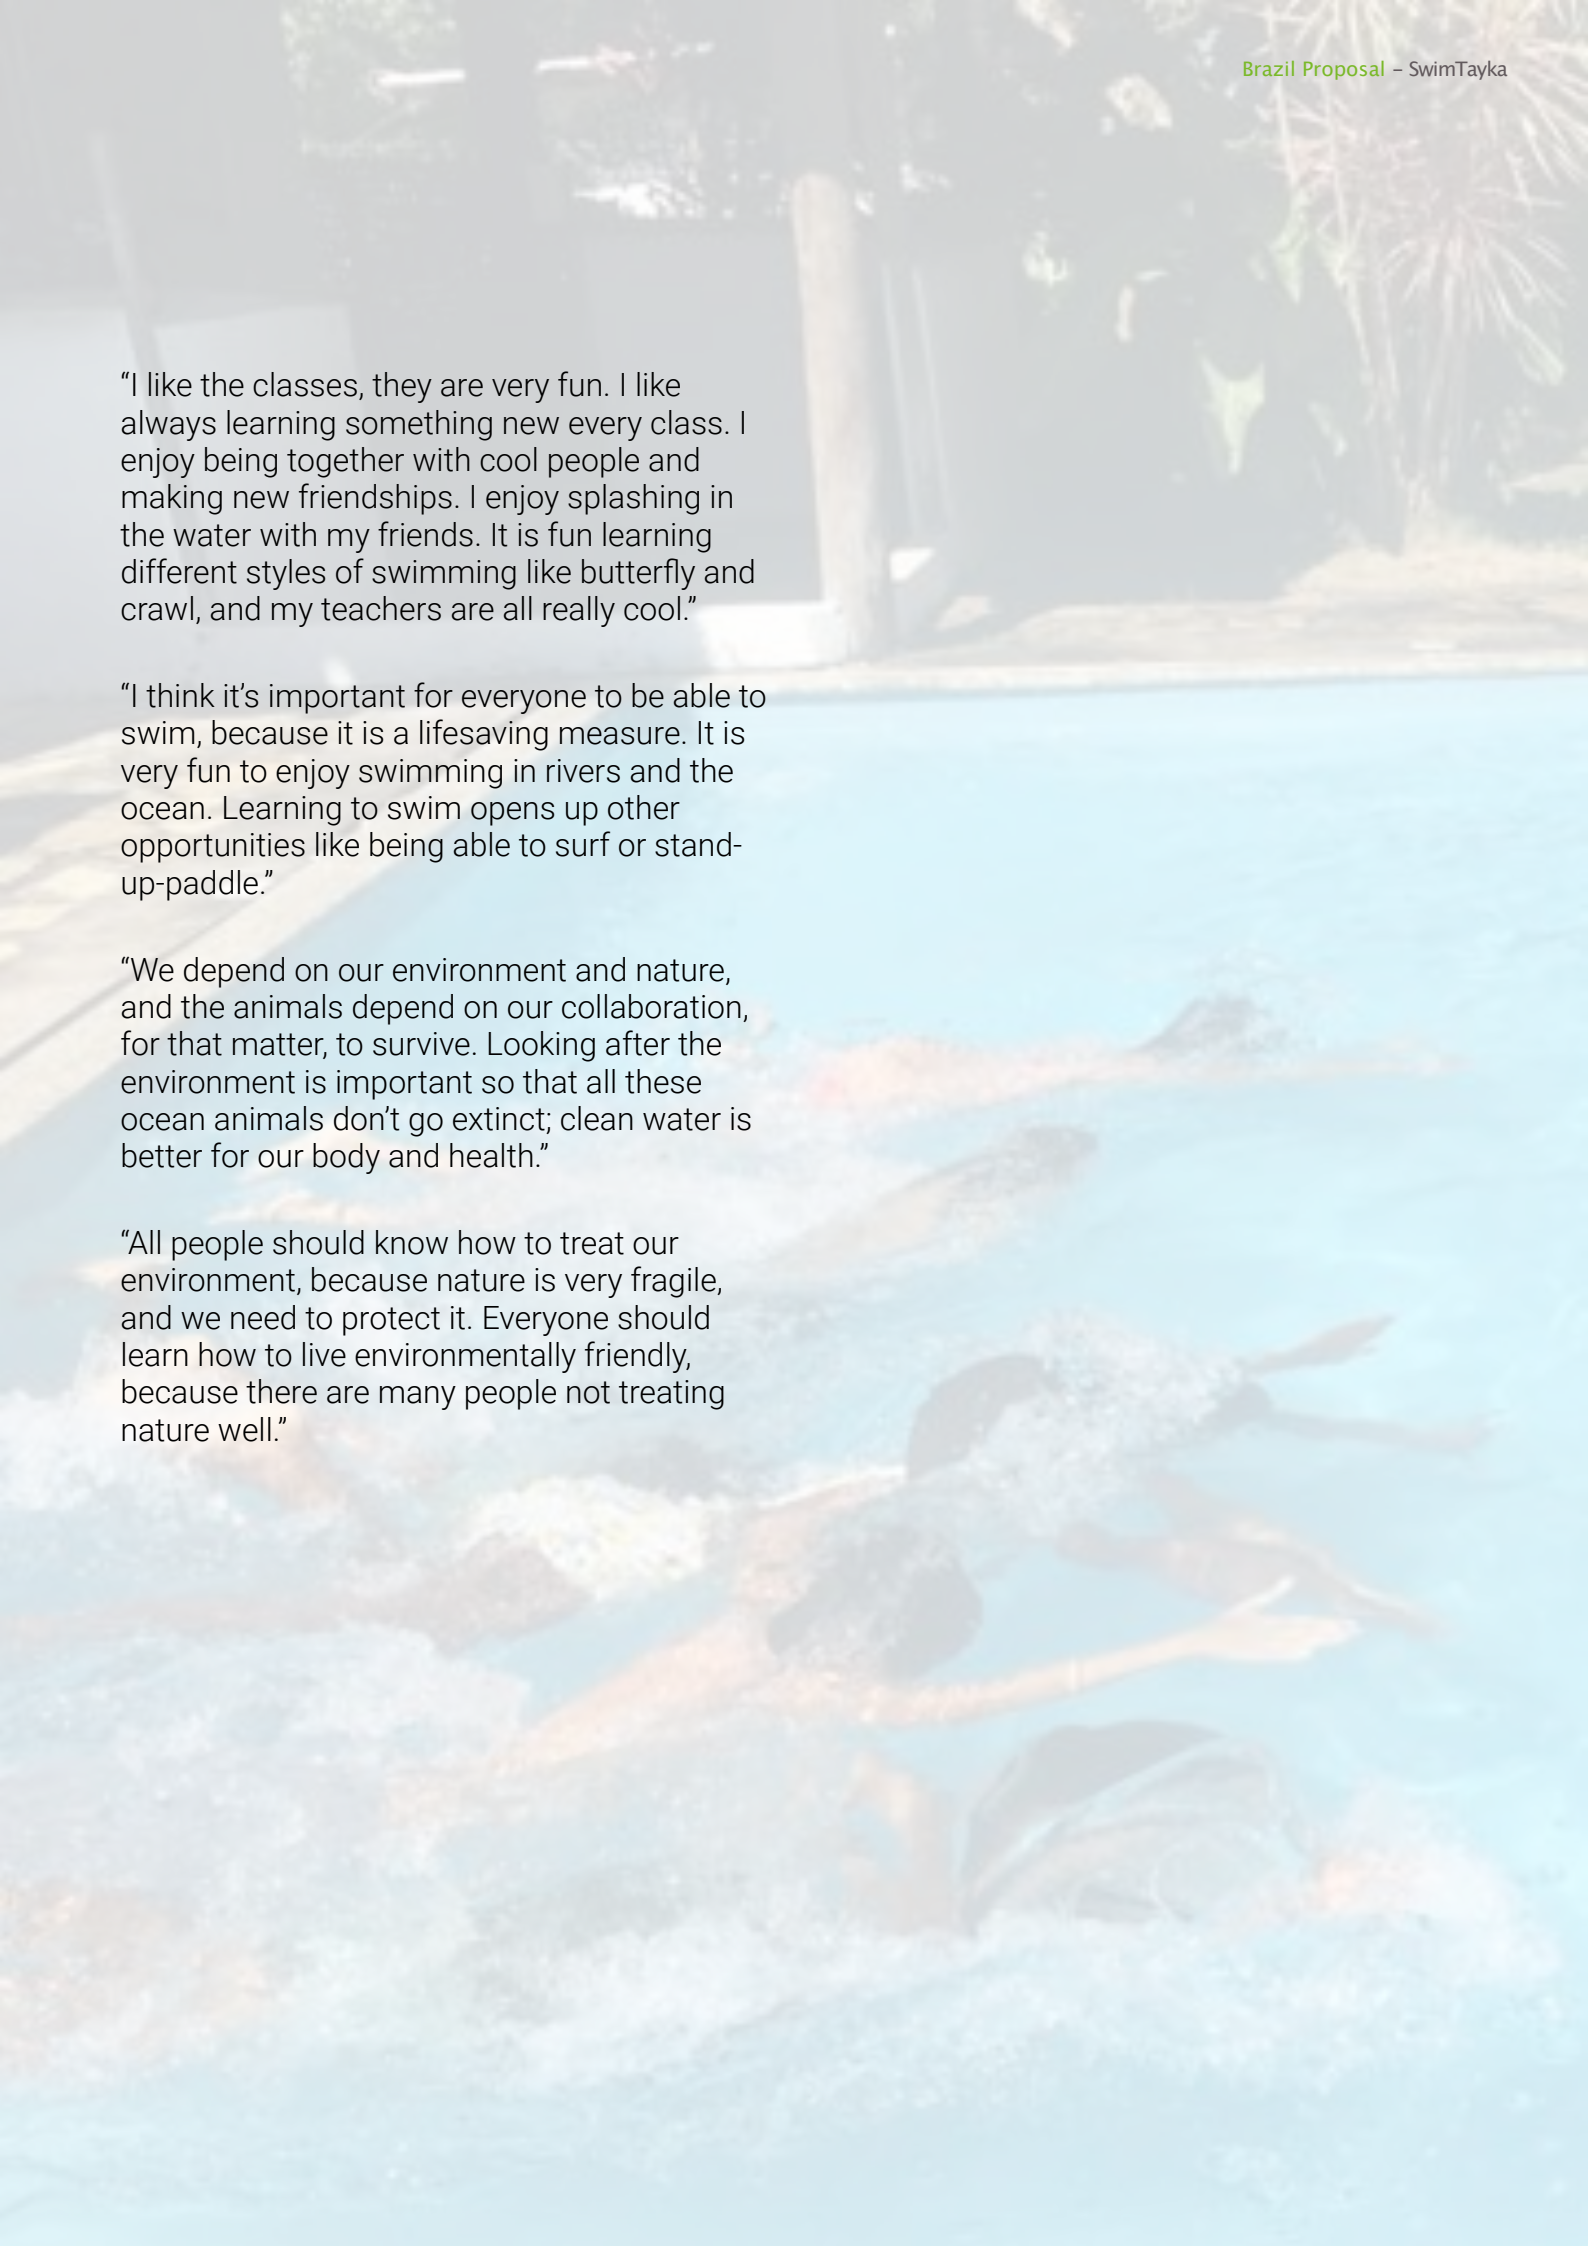 Brazil Proposal – SwimTayka
“I like the classes, they are very fun. I like
always learning something new every class. I
enjoy being together with cool people and
making new friendships. I enjoy splashing in
the water with my friends. It is fun learning
different styles of swimming like butterfly and
crawl, and my teachers are all really cool.”
“I think it’s important for everyone to be able to
swim, because it is a lifesaving measure. It is
very fun to enjoy swimming in rivers and the
ocean. Learning to swim opens up other
opportunities like being able to surf or stand-
up-paddle.”
“We depend on our environment and nature,
and the animals depend on our collaboration,
for that matter, to survive. Looking after the
environment is important so that all these
ocean animals don’t go extinct; clean water is
better for our body and health.”
“All people should know how to treat our
environment, because nature is very fragile,
and we need to protect it. Everyone should
learn how to live environmentally friendly,
because there are many people not treating
nature well.”